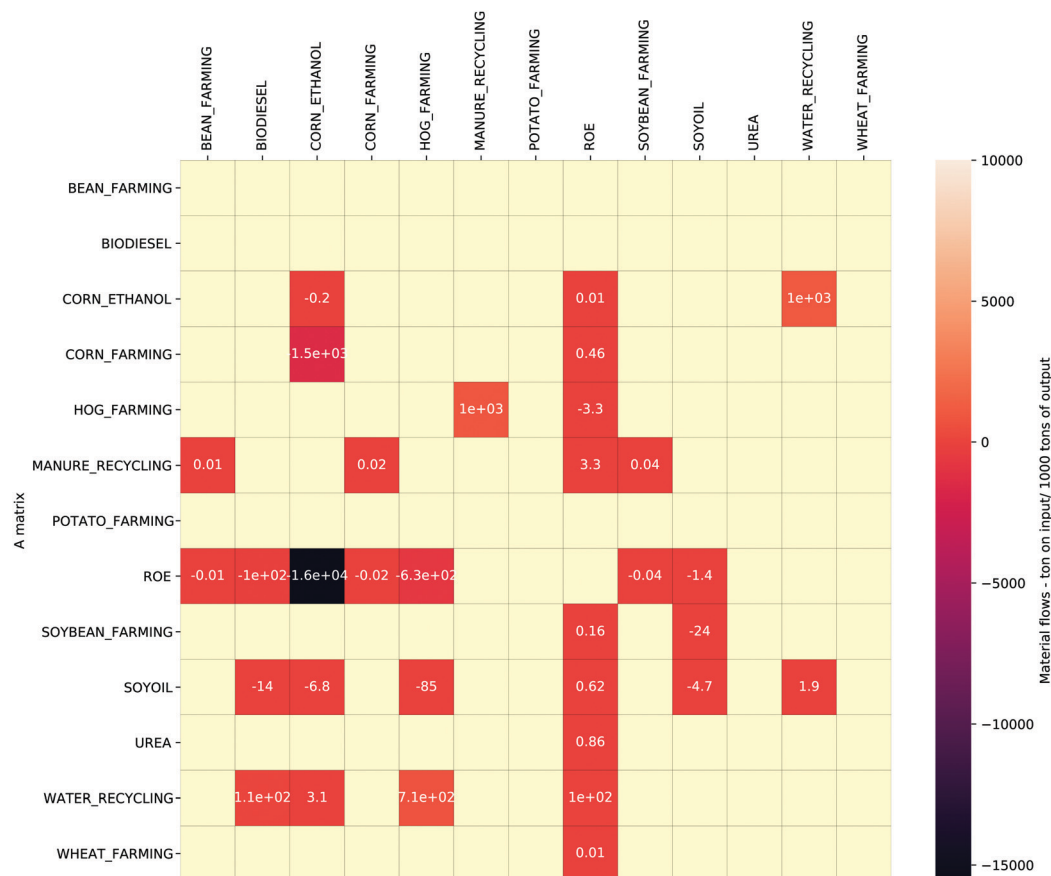 BEAN_FARMING
BIODIESEL
CORN_ETHANOL
CORN_FARMING
HOG_FARMING
MANURE_RECYCLING
POTATO_FARMING
ROE
SOYBEAN_FARMING
SOYOIL
UREA
WATER_RECYCLING
WHEAT_FARMING
A matrix
BEAN_FARMING
BIODIESEL
CORN_ETHANOL -0.2 0.01 1e+03
CORN_FARMING -1.5e+03 0.46
HOG_FARMING 1e+03 -3.3
MANURE_RECYCLING 0.01 0.02 3.3 0.04
POTATO_FARMING
ROE -0.01 -1e+02 -1.6e+04 -0.02 -6.3e+02 -0.04 -1.4
SOYBEAN_FARMING 0.16 -24
SOYOIL -14 -6.8 -85 0.62 -4.7 1.9
UREA 0.86
WATER_RECYCLING 1.1e+02 3.1 7.1e+02 1e+02
WHEAT_FARMING 0.01
10000
5000
0
−5000
−10000
−15000
Material flows - ton on input/ 1000 tons of output